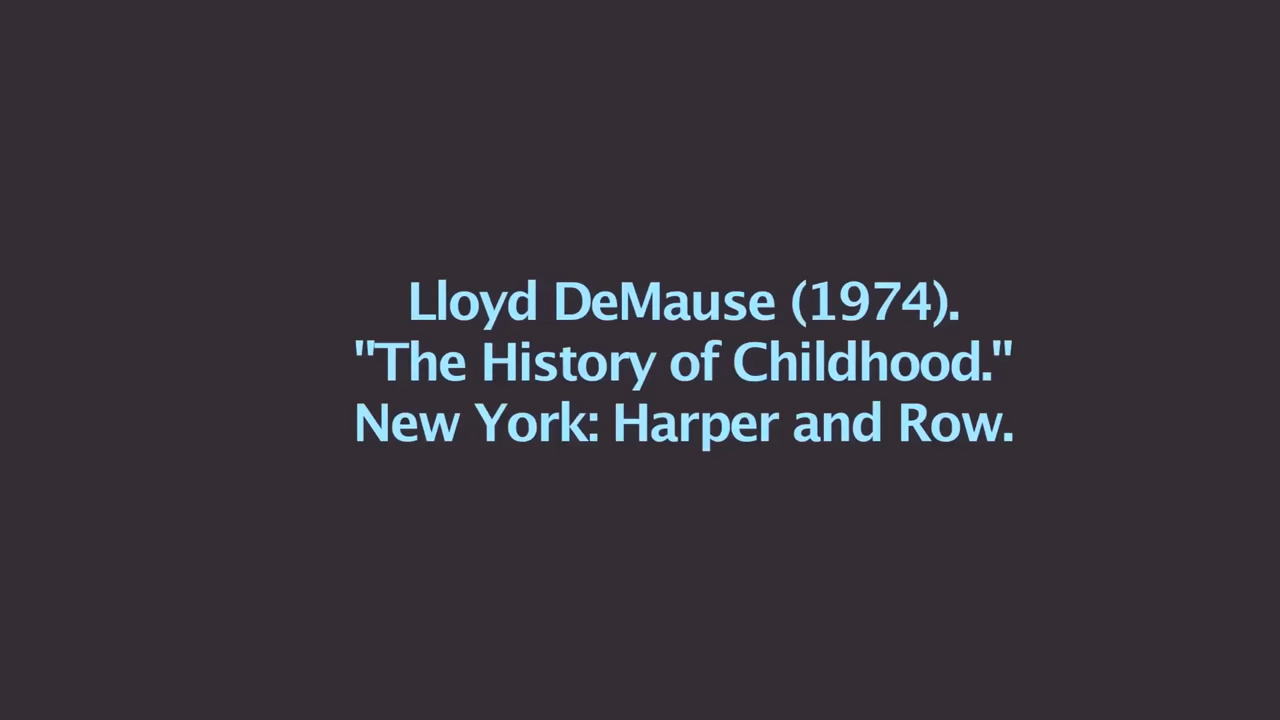 Lloyd DeMause (1974).
"The History of Childhood."
New York: Harper and Row.